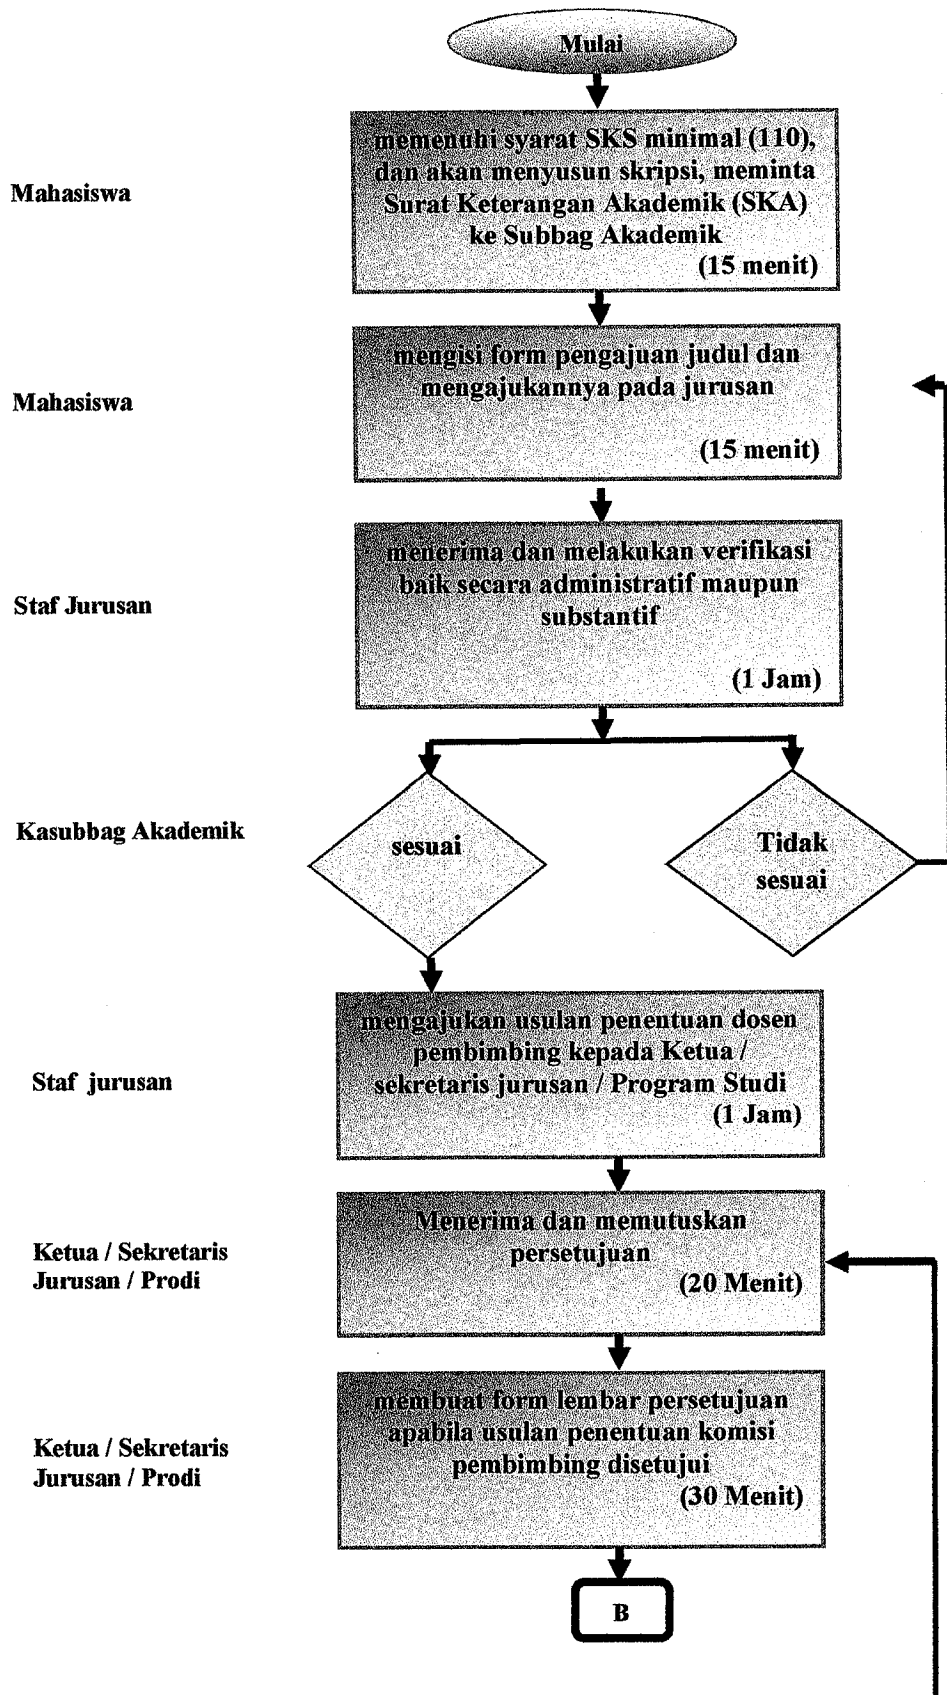 Mulai
Mahasiswa
memenuhi syarat SKS minimal (110),
dan akan menyusun skripsi, meminta
Surat Keterangan Akademik (SKA)
ke Subbag Akademik
(15 menit)
Mahasiswa
mengisi form pengajuan judul dan
mengajukannya pada jurusan
(15 menit)
Staf Jurusan
menerima dan melakukan verifikasi
baik secara administratif maupun
substantif
(1 Jam)
Kasubbag Akademik
sesuai
Tidak
sesuai
Staf jurusan
mengajukan usulan penentuan dosen
pembimbing kepada Ketua /
sekretaris jurusan / Program Studi
(1 Jam)
Ketua / Sekretaris
Jurusan / Prodi
Menerima dan memutuskan
persetujuan
(20 Menit)
Ketua / Sekretaris
Jurusan / Prodi
membuat form lembar persetujuan
apabila usulan penentuan komisi
pembimbing disetujui
(30 Menit)
B